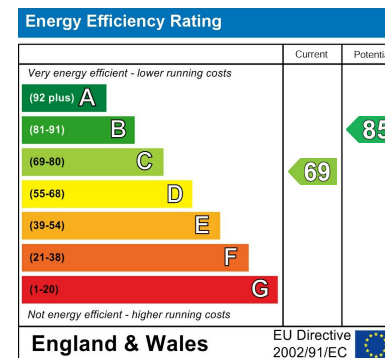 Energy Efficiency Rating
Current Potenti
Very energy efficient - lower running costs
(92 plus) A
(81-91) B 85
(69-80) C 69
(55-68) D
(39-54) E
(21-38) F
(1-20) G
Not energy efficient - higher running costs
England & Wales
EU Directive
2002/91/EC